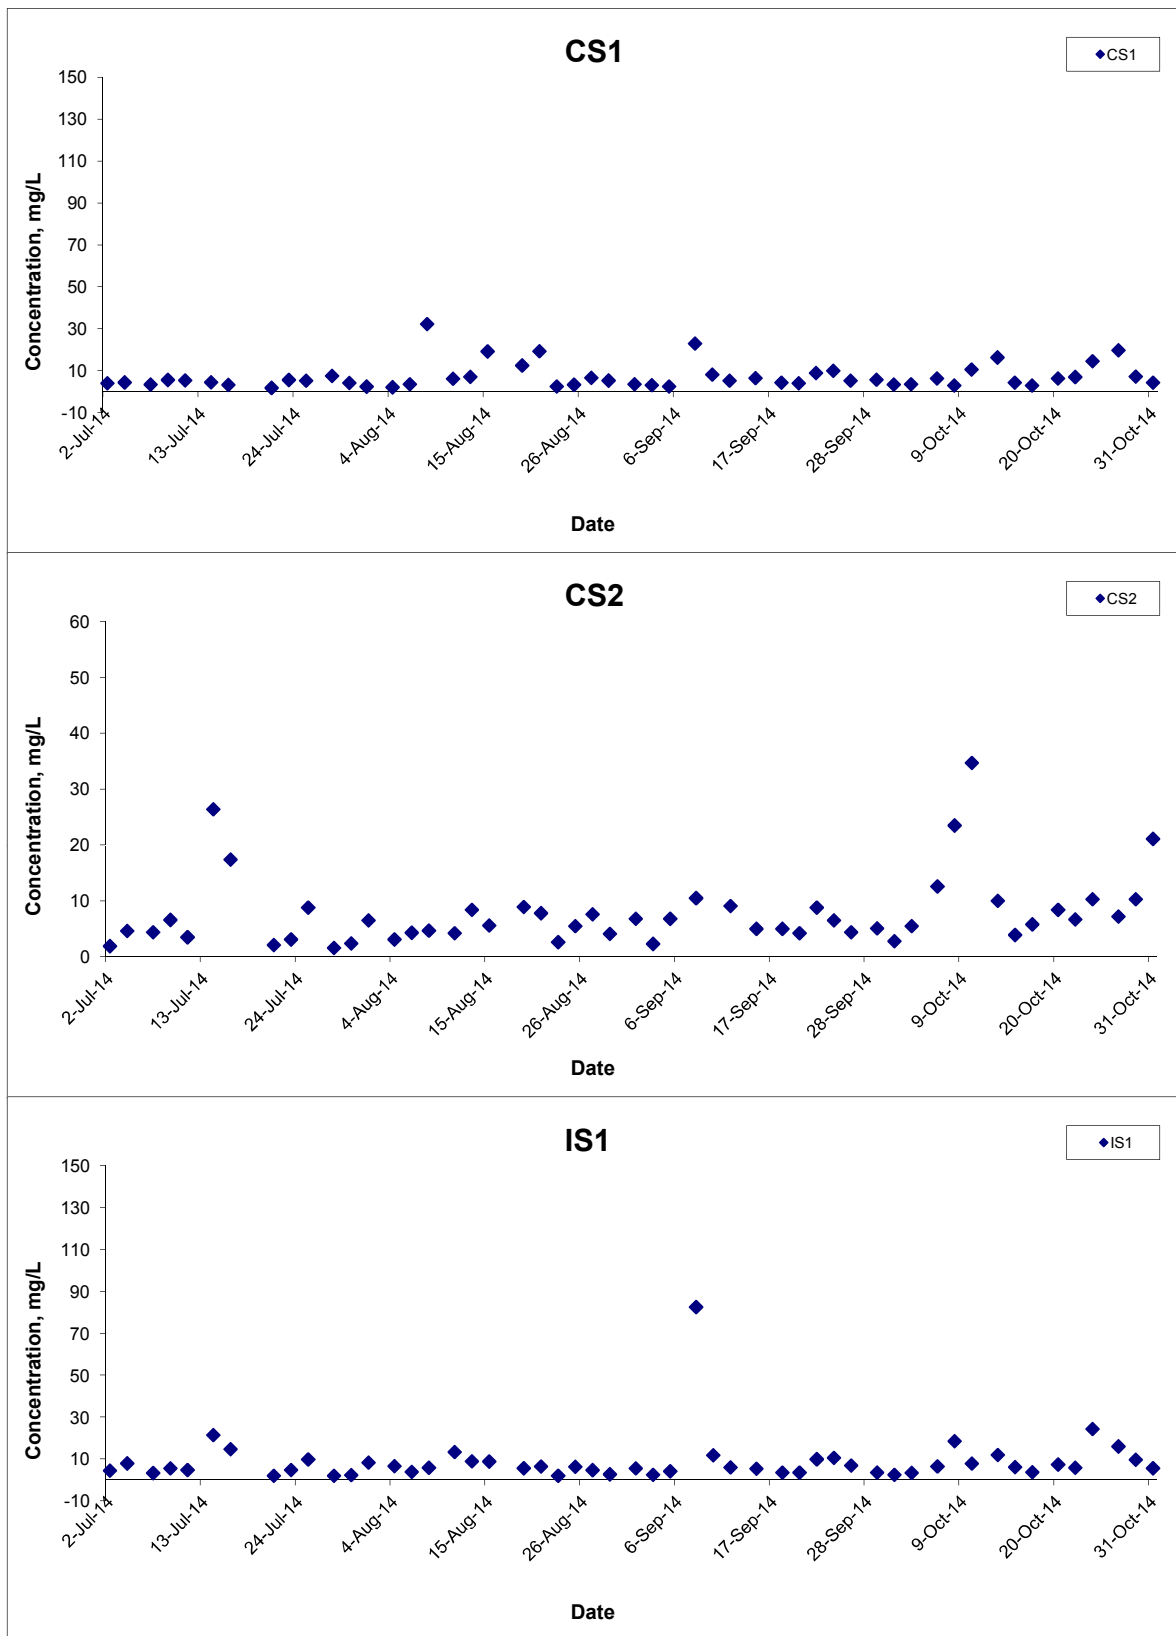 CS1
CS1
150
130
110
90
70
50
30
10
-10
Concentration, mg/L
2-Jul-14
13-Jul-14
24-Jul-14
4-Aug-14
15-Aug-14
26-Aug-14
6-Sep-14
17-Sep-14
28-Sep-14
9-Oct-14
20-Oct-14
31-Oct-14
Date
CS2
CS2
60
50
40
30
20
10
0
Concentration, mg/L
2-Jul-14
13-Jul-14
24-Jul-14
4-Aug-14
15-Aug-14
26-Aug-14
6-Sep-14
17-Sep-14
28-Sep-14
9-Oct-14
20-Oct-14
31-Oct-14
Date
IS1
IS1
150
130
110
90
70
50
30
10
-10
Concentration, mg/L
2-Jul-14
13-Jul-14
24-Jul-14
4-Aug-14
15-Aug-14
26-Aug-14
6-Sep-14
17-Sep-14
28-Sep-14
9-Oct-14
20-Oct-14
31-Oct-14
Date